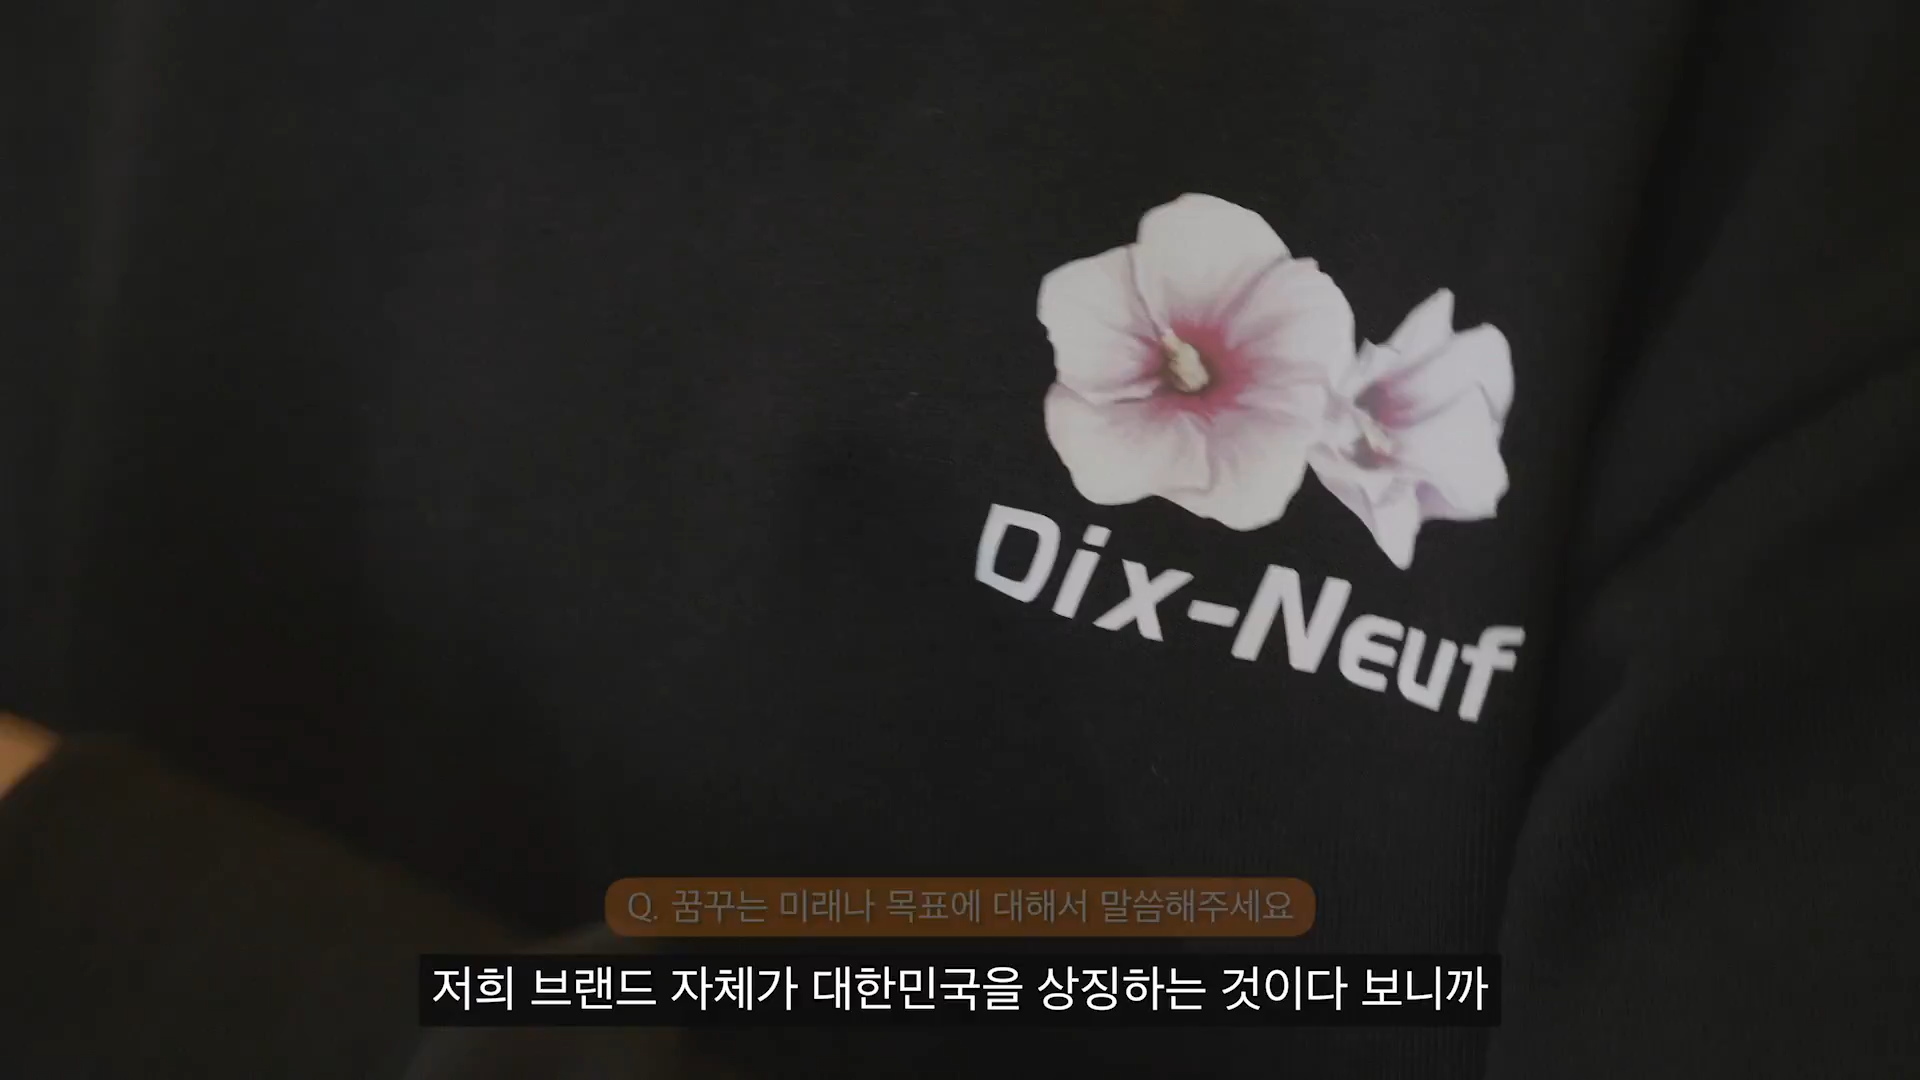 Dix-Neuf
Q. 꿈꾸는 미래나 목표에 대해서 말씀해주세요
저희 브랜드 자체가 대한민국을 상징하는 것이다 보니까